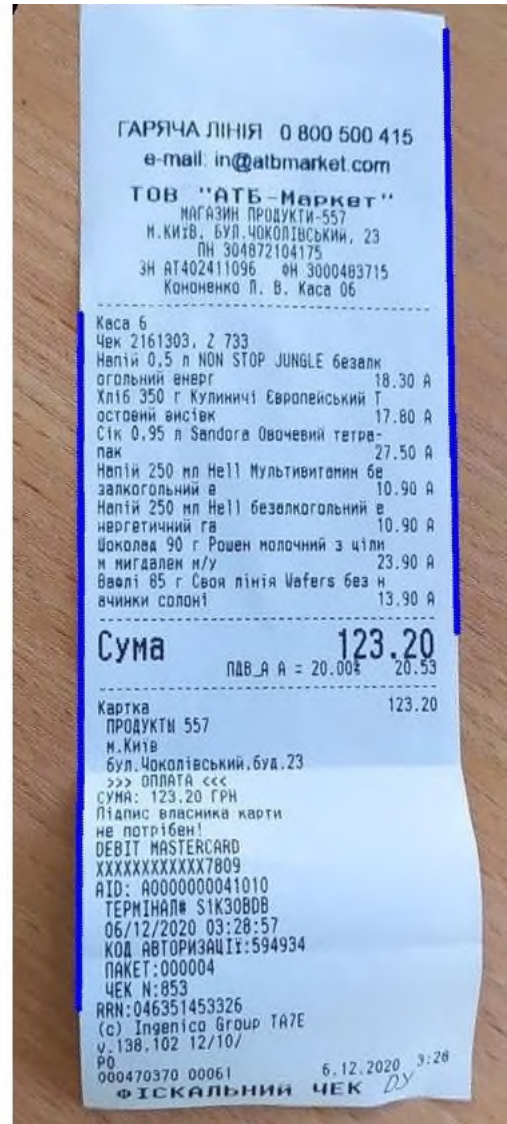 ГАРЯЧА ЛІНІЯ 0 800 500 415
e-mail: in@atbmarket.com
ТОВ "АТБ-Маркет"
МАГАЗИН ПРОДУКТИ-557
М.КИЇВ, БУЛ.ЧОКОЛІВСЬКИЙ, 23
ПН 304872104175
ЗН АТ402411096 ФН 3000483715
Кононенко Л. В. Каса 06
Каса 6
Чек 2161303, Z 733
Напій 0,5 л NON STOP JUNGLE безалк
огольний енерг 18.30 А
Хліб 350 г Кулиничі Європейський Т
остовий висівк 17.80 А
Сік 0,95 л Sandora Овочевий тетра-
пак 27.50 А
Напій 250 мл Hell Мультивитамин бе
залкогольний е 10.90 А
Напій 250 мл Hell безалкогольний е
нергетичний га 10.90 А
Шоколад 90 г Рошен молочний з ціли
м мигдалем м/у 23.90 А
Вафлі 85 г Своя лінія Wafers без н
ачинки солоні 13.90 А
Сума 123.20
ПДВ_А А = 20.00% 20.53
Картка 123.20
ПРОДУКТЫ 557
м.Київ
бул.Чоколівський,буд.23
>>> ОПЛАТА <<<
СУМА: 123.20 ГРН
Підпис власника карти
не потрібен!
DEBIT MASTERCARD
XXXXXXXXXXXX7809
AID: A0000000041010
ТЕРМІНАЛ# S1K30BDB
06/12/2020 03:28:57
КОД АВТОРИЗАЦІЇ:594934
ПАКЕТ:000004
ЧЕК N:853
RRN:046351453326
(c) Ingenico Group TA7E
v.138.102 12/10/
PO
000470370 00061 6.12.2020 3:28
ФІСКАЛЬНИЙ ЧЕК